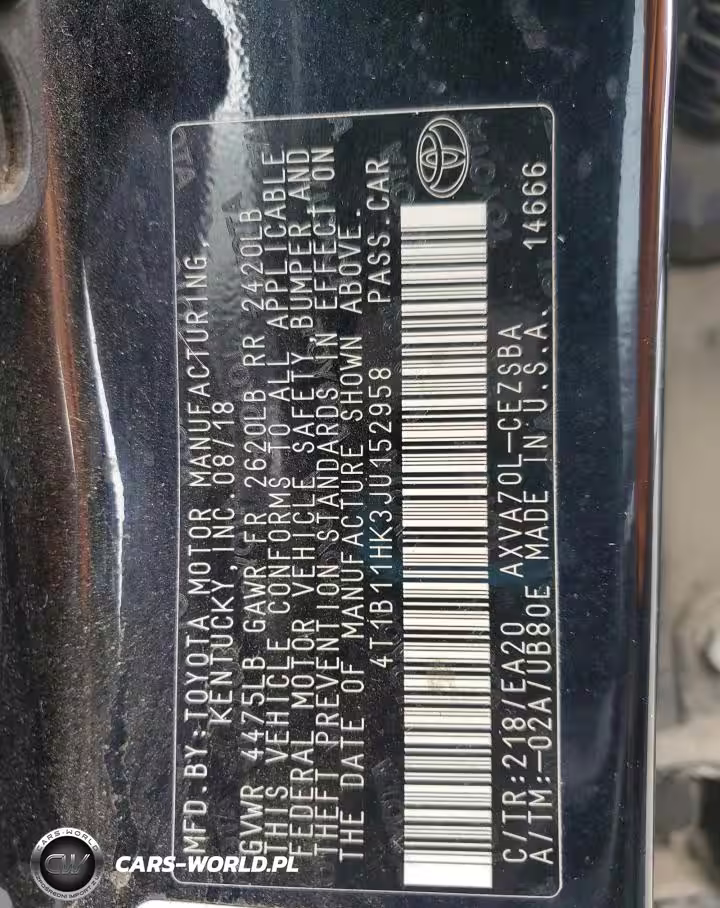 MFD.BY:TOYOTA MOTOR MANUFACTURING,
KENTUCKY, INC. 08/18
GVWR 4475LB GAWR FR 2620LB RR 2420LB
THIS VEHICLE CONFORMS TO ALL APPLICABLE
FEDERAL MOTOR VEHICLE SAFETY, BUMPER AND
THEFT PREVENTION STANDARDS IN EFFECT ON
THE DATE OF MANUFACTURE SHOWN ABOVE.
4T1B11HK3JU152958 PASS.CAR
C/TR:218/EA20 AXVA70L-CEZSBA
A/TM:-02A/UB80E MADE IN U.S.A. 14666
CARS-WORLD
CW
CARS-WORLD.PL